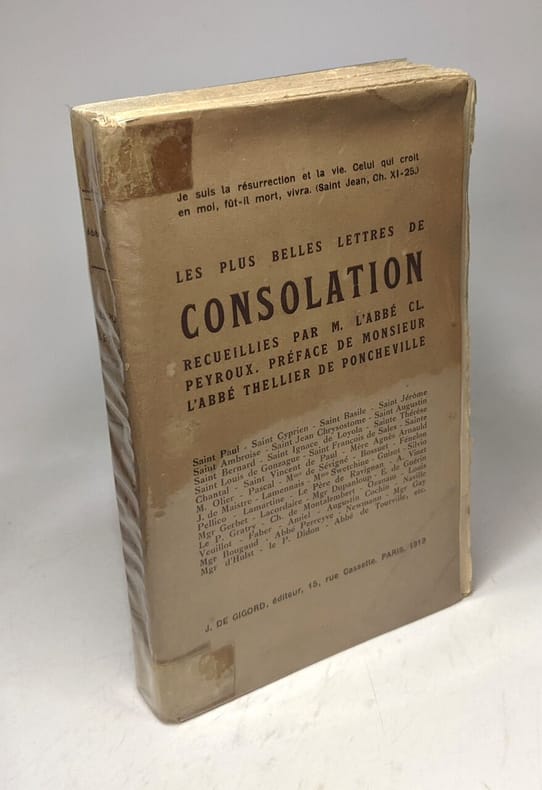 Je suis la résurrection et la vie. Celui qui croit
en moi, fût-il mort, vivra. (Saint Jean, Ch. XI-25.)
LES PLUS BELLES LETTRES DE
CONSOLATION
RECUEILLIES PAR M. L'ABBÉ CL.
PEYROUX. PRÉFACE DE MONSIEUR
L'ABBÉ THELLIER DE PONCHEVILLE
Saint Paul - Saint Cyprien - Saint Basile - Saint Jérôme
Saint Ambroise - Saint Jean Chrysostome - Saint Augustin
Saint Bernard - Saint Ignace de Loyola - Sainte Thérèse
Saint Louis de Gonzague - Saint François de Sales - Sainte
Chantal - Saint Vincent de Paul - Mère Agnès Arnauld
M. Olier - Pascal - Mme de Sévigné - Bossuet - Fénelon
J. de Maistre - Lamennais - Mme Swetchine - Guizot - Silvio
Pellico - Lamartine - Le Père de Ravignan - A. Vinet
Mgr Gerbet - Lacordaire - Mgr Dupanloup - E. de Guérin
Le P. Gratry - Ch. de Montalembert - Ozanam - Louis
Veuillot - Faber - Amiel - Augustin Cochin - Naville
Mgr Bougaud - Abbé Perreyve - Newmann - Mgr Gay
Mgr d'Hulst - le P. Didon - Abbé de Tourville, etc.
J. DE GIGORD, éditeur, 15, rue Cassette. PARIS, 1919